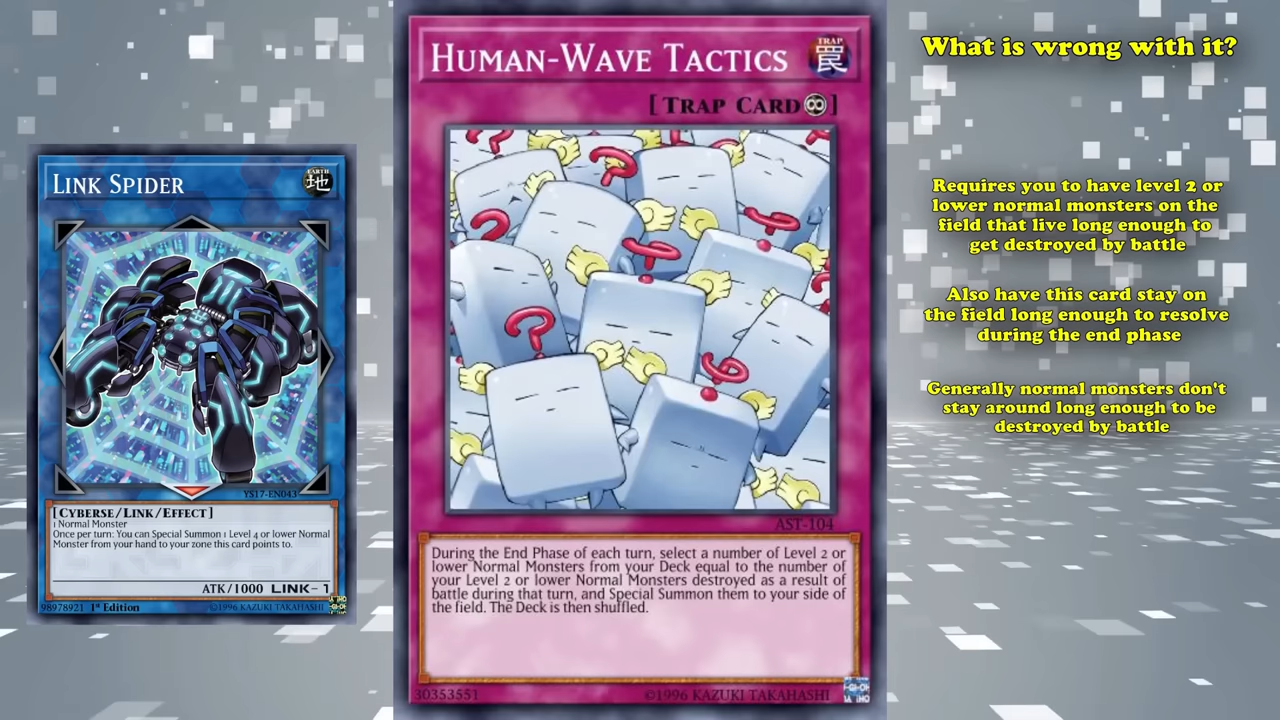 LINK SPIDER
EARTH
地
YS17-EN043
[CYBERSE/LINK/EFFECT]
1 Normal Monster
Once per turn: You can Special Summon 1 Level 4 or lower Normal
Monster from your hand to your zone this card points to.
ATK/1000 LINK-1
98978921 1st Edition ©1996 KAZUKI TAKAHASHI
HUMAN-WAVE TACTICS
TRAP
罠
[TRAP CARD∞]
AST-104
During the End Phase of each turn, select a number of Level 2 or
lower Normal Monsters from your Deck equal to the number of
your Level 2 or lower Normal Monsters destroyed as a result of
battle during that turn, and Special Summon them to your side of
the field. The Deck is then shuffled.
30353551 ©1996 KAZUKI TAKAHASHI
What is wrong with it?
Requires you to have level 2 or
lower normal monsters on the
field that live long enough to
get destroyed by battle
Also have this card stay on
the field long enough to resolve
during the end phase
Generally normal monsters don't
stay around long enough to be
destroyed by battle